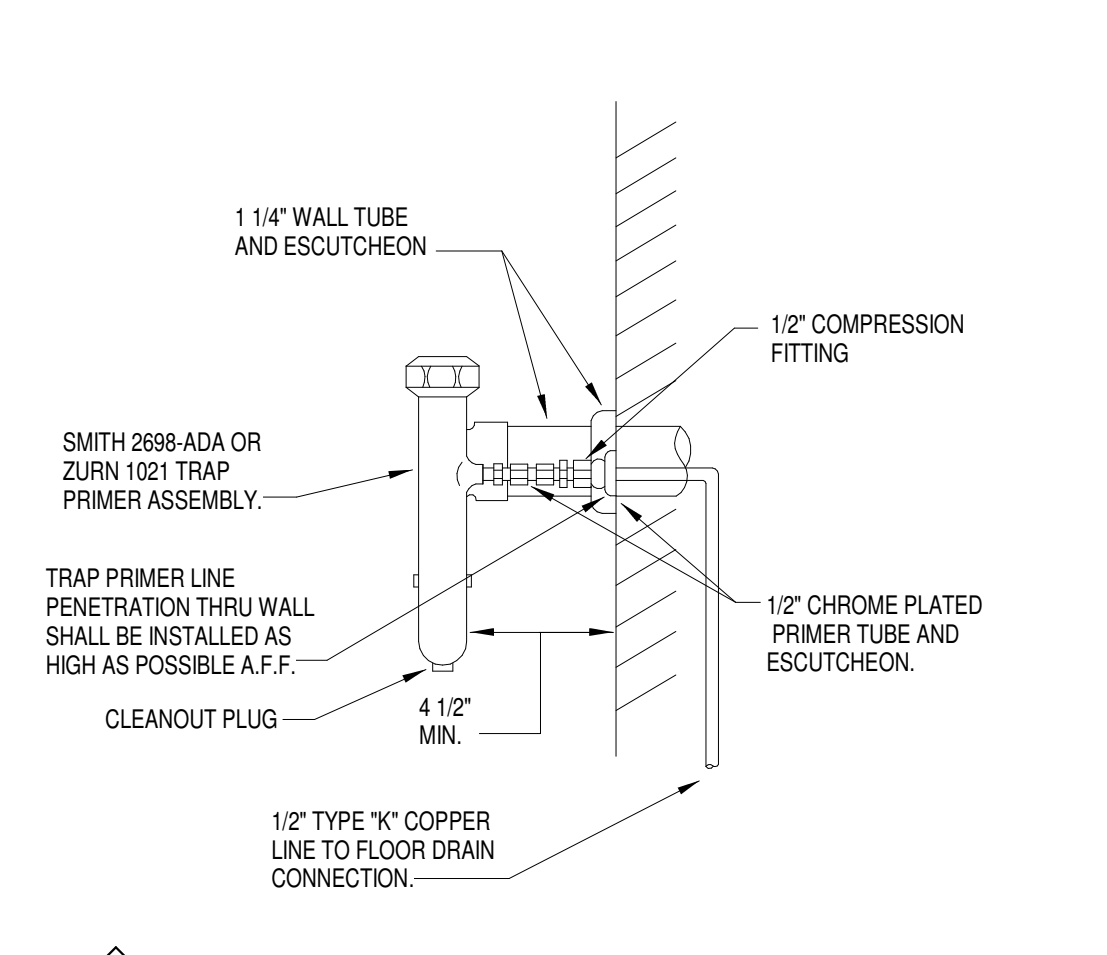 1 1/4" WALL TUBE
AND ESCUTCHEON
1/2" COMPRESSION
FITTING
SMITH 2698-ADA OR
ZURN 1021 TRAP
PRIMER ASSEMBLY.
TRAP PRIMER LINE
PENETRATION THRU WALL
SHALL BE INSTALLED AS
HIGH AS POSSIBLE A.F.F.
1/2" CHROME PLATED
PRIMER TUBE AND
ESCUTCHEON.
CLEANOUT PLUG
4 1/2"
MIN.
1/2" TYPE "K" COPPER
LINE TO FLOOR DRAIN
CONNECTION.